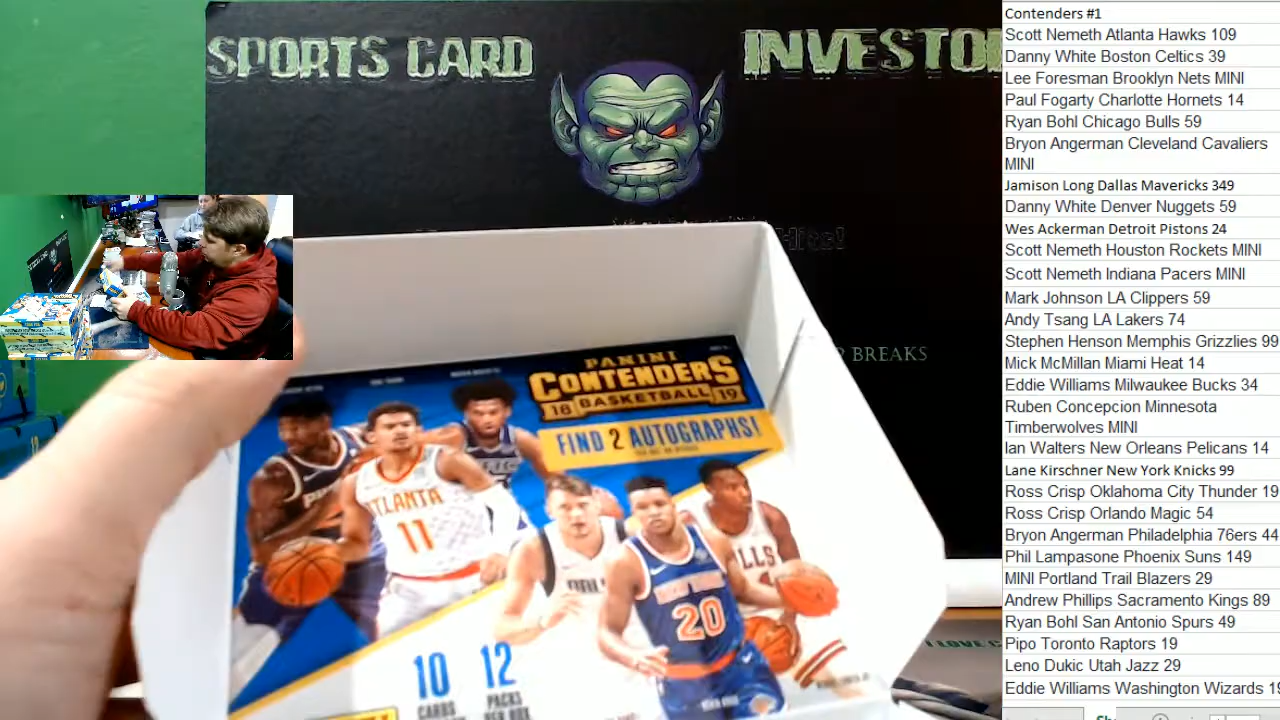 SPORTS CARD
INVESTO
BREAKS
PANINI
CONTENDERS
18 BASKETBALL 19
FIND 2 AUTOGRAPHS!
ATLANTA
11
20
10
CARDS
12
PACKS
PER BOX
Contenders #1
Scott Nemeth Atlanta Hawks 109
Danny White Boston Celtics 39
Lee Foresman Brooklyn Nets MINI
Paul Fogarty Charlotte Hornets 14
Ryan Bohl Chicago Bulls 59
Bryon Angerman Cleveland Cavaliers
MINI
Jamison Long Dallas Mavericks 349
Danny White Denver Nuggets 59
Wes Ackerman Detroit Pistons 24
Scott Nemeth Houston Rockets MINI
Scott Nemeth Indiana Pacers MINI
Mark Johnson LA Clippers 59
Andy Tsang LA Lakers 74
Stephen Henson Memphis Grizzlies 99
Mick McMillan Miami Heat 14
Eddie Williams Milwaukee Bucks 34
Ruben Concepcion Minnesota
Timberwolves MINI
Ian Walters New Orleans Pelicans 14
Lane Kirschner New York Knicks 99
Ross Crisp Oklahoma City Thunder 19
Ross Crisp Orlando Magic 54
Bryon Angerman Philadelphia 76ers 44
Phil Lampasone Phoenix Suns 149
MINI Portland Trail Blazers 29
Andrew Phillips Sacramento Kings 89
Ryan Bohl San Antonio Spurs 49
Pipo Toronto Raptors 19
Leno Dukic Utah Jazz 29
Eddie Williams Washington Wizards 19